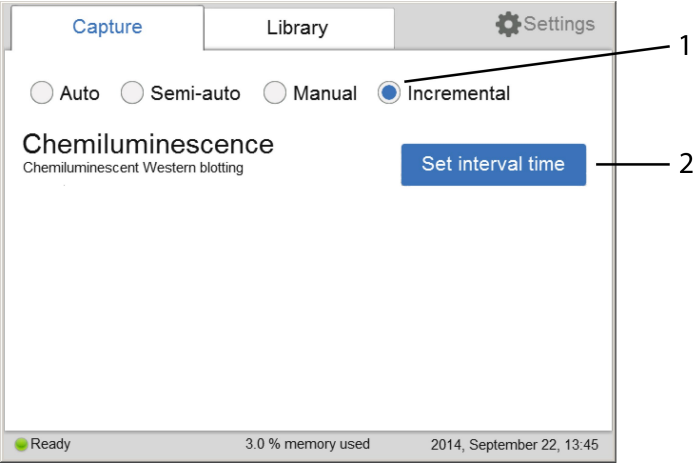 Capture Library Settings
1
Auto Semi-auto Manual Incremental
Chemiluminescence
Chemiluminescent Western blotting
Set interval time 2
Ready 3.0 % memory used 2014, September 22, 13:45